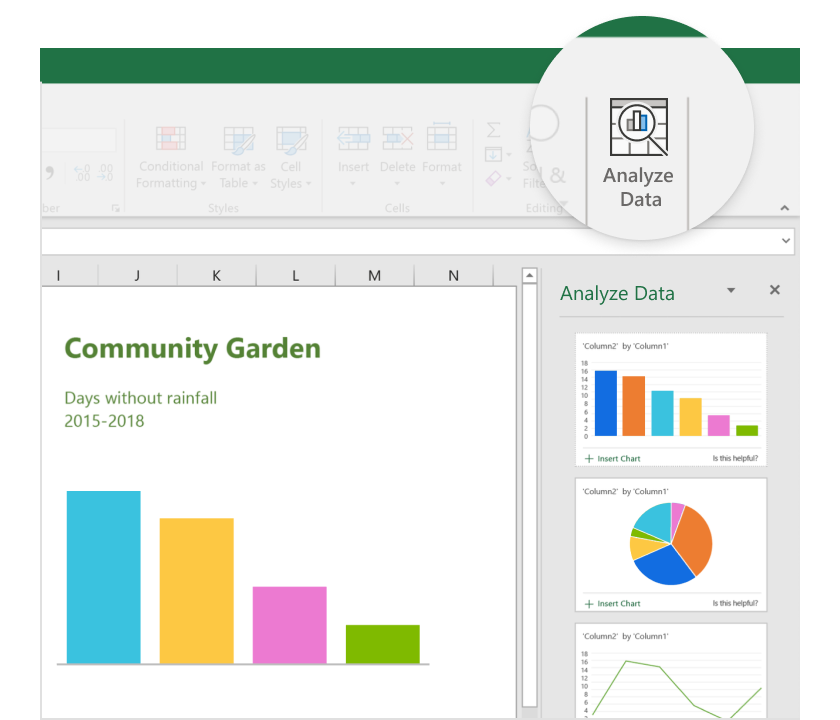 Analyze
Data
Conditional
Formatting
Format as
Table
Cell
Styles
Insert
Delete
Format
&
ber
Styles
Cells
Editing
I J K L M N
Community Garden
Days without rainfall
2015-2018
Analyze Data
'Column2' by 'Column1'
18
16
14
12
10
8
6
4
2
0
Insert Chart
Is this helpful?
'Column2' by 'Column1'
Insert Chart
Is this helpful?
'Column2' by 'Column1'
18
16
14
12
10
8
6
4